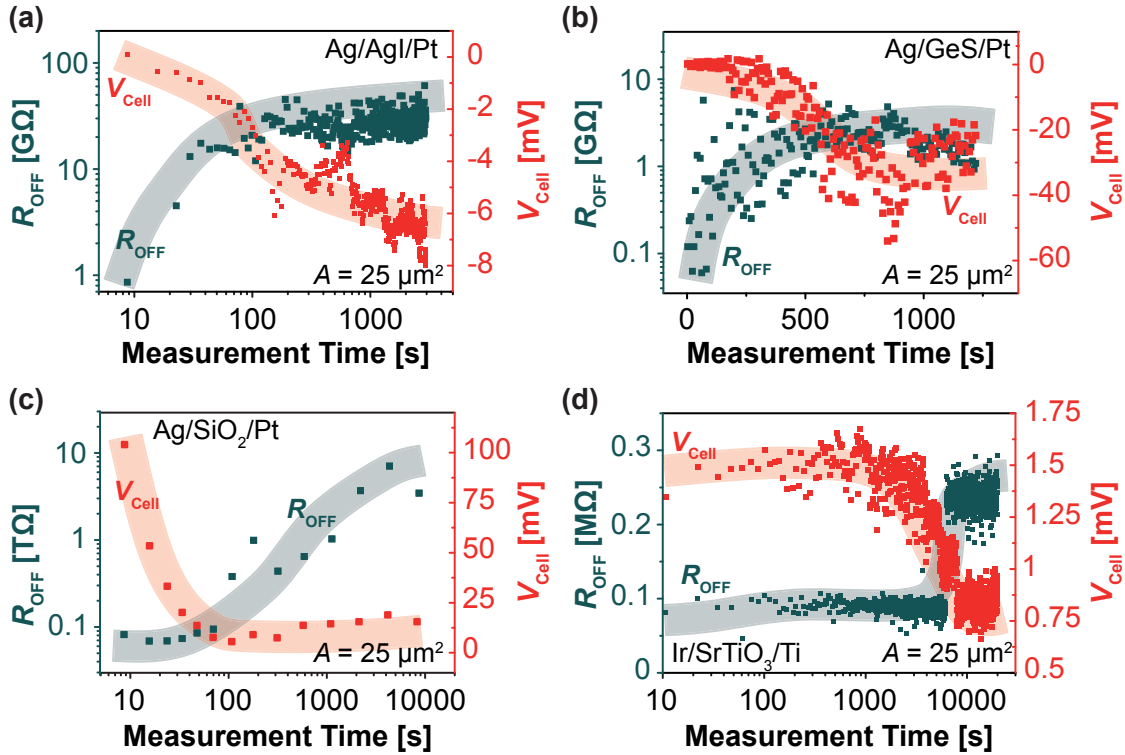 (a)
Ag/AgI/Pt
V_Cell
R_OFF
A = 25 µm²
100
10
1
R_OFF [GΩ]
0
-2
-4
-6
-8
V_Cell [mV]
10
100
1000
Measurement Time [s]
(b)
Ag/GeS/Pt
V_Cell
R_OFF
A = 25 µm²
10
1
0.1
R_OFF [GΩ]
0
-20
-40
-60
V_Cell [mV]
0
500
1000
Measurement Time [s]
(c)
Ag/SiO₂/Pt
V_Cell
R_OFF
A = 25 µm²
10
1
0.1
R_OFF [TΩ]
100
75
50
25
0
V_Cell [mV]
10
100
1000
10000
Measurement Time [s]
(d)
V_Cell
R_OFF
Ir/SrTiO₃/Ti
A = 25 µm²
0.3
0.2
0.1
0
R_OFF [MΩ]
1.75
1.5
1.25
1
0.75
0.5
V_Cell [mV]
10
100
1000
10000
Measurement Time [s]